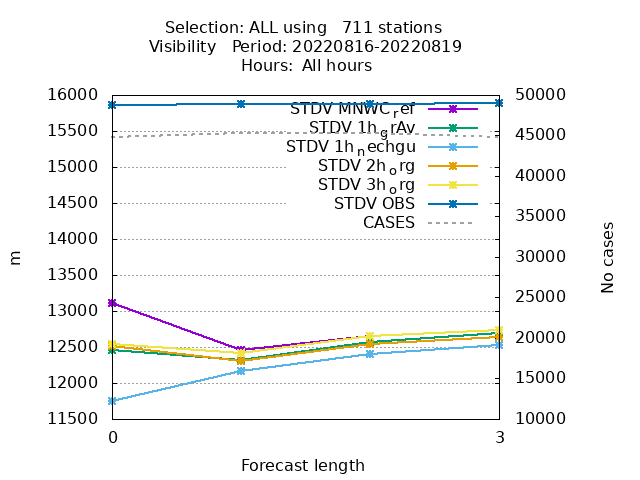 Selection: ALL using   711 stations
Visibility   Period: 20220816-20220819
Hours:  All hours
16000
15500
15000
14500
14000
13500
13000
12500
12000
11500
m
STDV MNWC_ref
STDV 1h_grAv
STDV 1h_nechgu
STDV 2h_org
STDV 3h_org
STDV OBS
CASES
50000
45000
40000
35000
30000
25000
20000
15000
10000
No cases
0 3
Forecast length